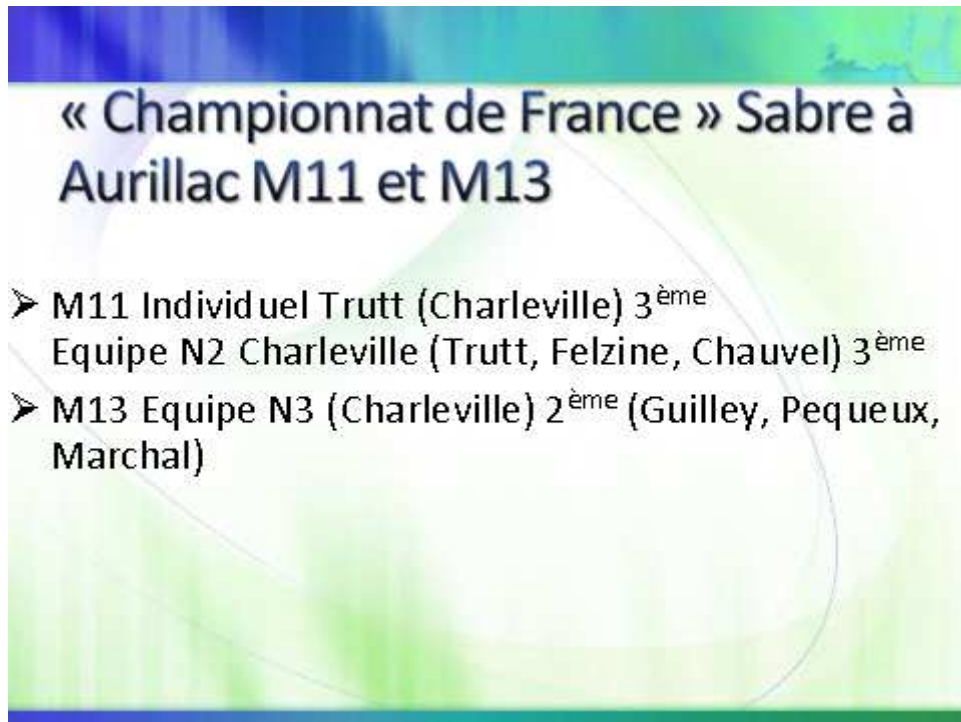 « Championnat de France » Sabre à
Aurillac M11 et M13
➢ M11 Individuel Trutt (Charleville) 3ème
Equipe N2 Charleville (Trutt, Felzine, Chauvel) 3ème
➢ M13 Equipe N3 (Charleville) 2ème (Guilley, Pequeux,
Marchal)